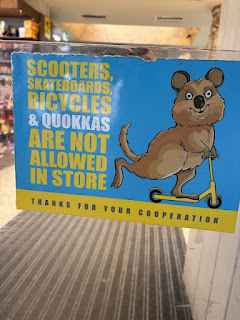 SCOOTERS,
SKATEBOARDS,
BICYCLES
& QUOKKAS
ARE NOT
ALLOWED
IN STORE
THANKS FOR YOUR COOPERATION